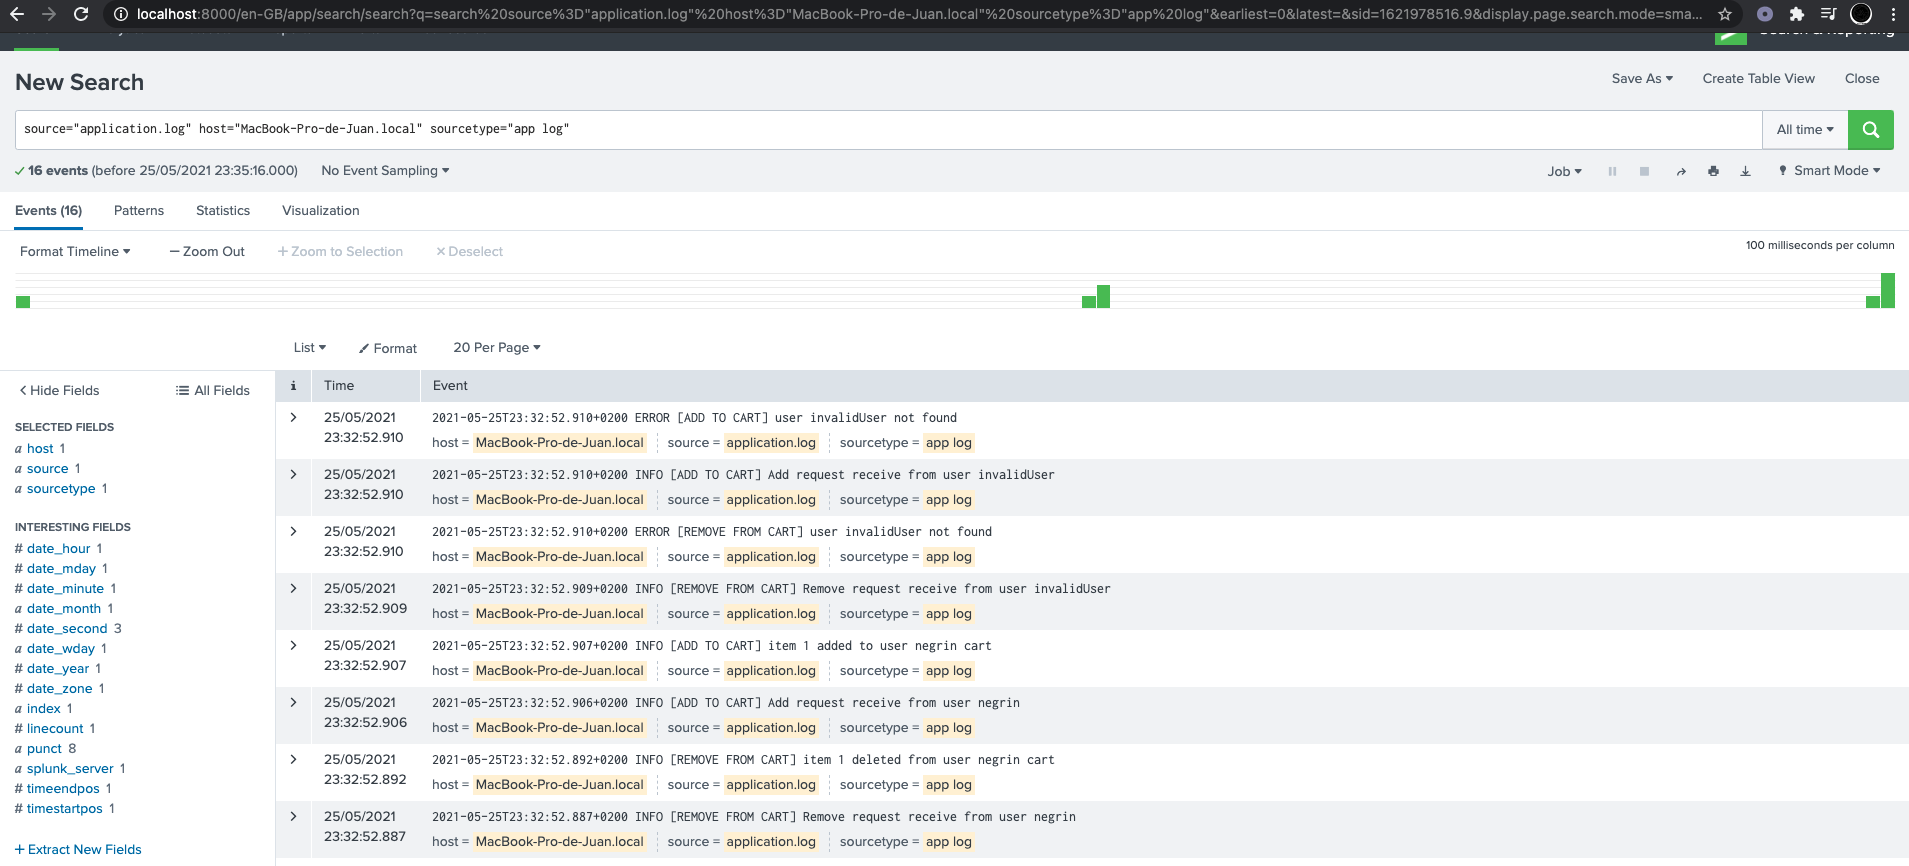 localhost:8000/en-GB/app/search/search?q=search%20source%3D"application.log"%20host%3D"MacBook-Pro-de-Juan.local"%20sourcetype%3D"app%20log"&earliest=0&latest=&sid=1621978516.9&display.page.search.mode=sma...
Search & Reporting
New Search
Save As
Create Table View
Close
source="application.log" host="MacBook-Pro-de-Juan.local" sourcetype="app log"
All time
16 events (before 25/05/2021 23:35:16.000)
No Event Sampling
Job
Smart Mode
Events (16)
Patterns
Statistics
Visualization
Format Timeline
— Zoom Out
+ Zoom to Selection
× Deselect
100 milliseconds per column
List
Format
20 Per Page
< Hide Fields
All Fields
SELECTED FIELDS
a host 1
a source 1
a sourcetype 1
INTERESTING FIELDS
# date_hour 1
# date_mday 1
# date_minute 1
a date_month 1
# date_second 3
a date_wday 1
# date_year 1
# date_zone 1
a index 1
# linecount 1
a punct 8
a splunk_server 1
# timeendpos 1
# timestartpos 1
+ Extract New Fields
i Time Event
> 25/05/2021
23:32:52.910
2021-05-25T23:32:52.910+0200 ERROR [ADD TO CART] user invalidUser not found
host = MacBook-Pro-de-Juan.local source = application.log sourcetype = app log
> 25/05/2021
23:32:52.910
2021-05-25T23:32:52.910+0200 INFO [ADD TO CART] Add request receive from user invalidUser
host = MacBook-Pro-de-Juan.local source = application.log sourcetype = app log
> 25/05/2021
23:32:52.910
2021-05-25T23:32:52.910+0200 ERROR [REMOVE FROM CART] user invalidUser not found
host = MacBook-Pro-de-Juan.local source = application.log sourcetype = app log
> 25/05/2021
23:32:52.909
2021-05-25T23:32:52.909+0200 INFO [REMOVE FROM CART] Remove request receive from user invalidUser
host = MacBook-Pro-de-Juan.local source = application.log sourcetype = app log
> 25/05/2021
23:32:52.907
2021-05-25T23:32:52.907+0200 INFO [ADD TO CART] item 1 added to user negrin cart
host = MacBook-Pro-de-Juan.local source = application.log sourcetype = app log
> 25/05/2021
23:32:52.906
2021-05-25T23:32:52.906+0200 INFO [ADD TO CART] Add request receive from user negrin
host = MacBook-Pro-de-Juan.local source = application.log sourcetype = app log
> 25/05/2021
23:32:52.892
2021-05-25T23:32:52.892+0200 INFO [REMOVE FROM CART] item 1 deleted from user negrin cart
host = MacBook-Pro-de-Juan.local source = application.log sourcetype = app log
> 25/05/2021
23:32:52.887
2021-05-25T23:32:52.887+0200 INFO [REMOVE FROM CART] Remove request receive from user negrin
host = MacBook-Pro-de-Juan.local source = application.log sourcetype = app log